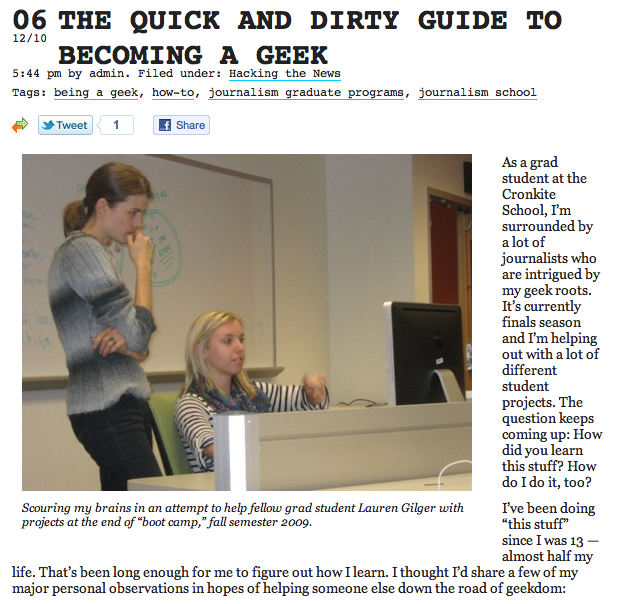 06 THE QUICK AND DIRTY GUIDE TO
12/10 BECOMING A GEEK
5:44 pm by admin. Filed under: Hacking the News
Tags: being a geek, how-to, journalism graduate programs, journalism school
Tweet 1 Share
As a grad
student at the
Cronkite
School, I'm
surrounded by
a lot of
journalists who
are intrigued by
my geek roots.
It's currently
finals season
and I'm helping
out with a lot of
different
student
projects. The
question keeps
coming up: How
did you learn
this stuff? How
do I do it, too?
Scouring my brains in an attempt to help fellow grad student Lauren Gilger with
projects at the end of “boot camp,” fall semester 2009.
I've been doing
“this stuff”
since I was 13 —
almost half my
life. That's been long enough for me to figure out how I learn. I thought I'd share a few of my
major personal observations in hopes of helping someone else down the road of geekdom: